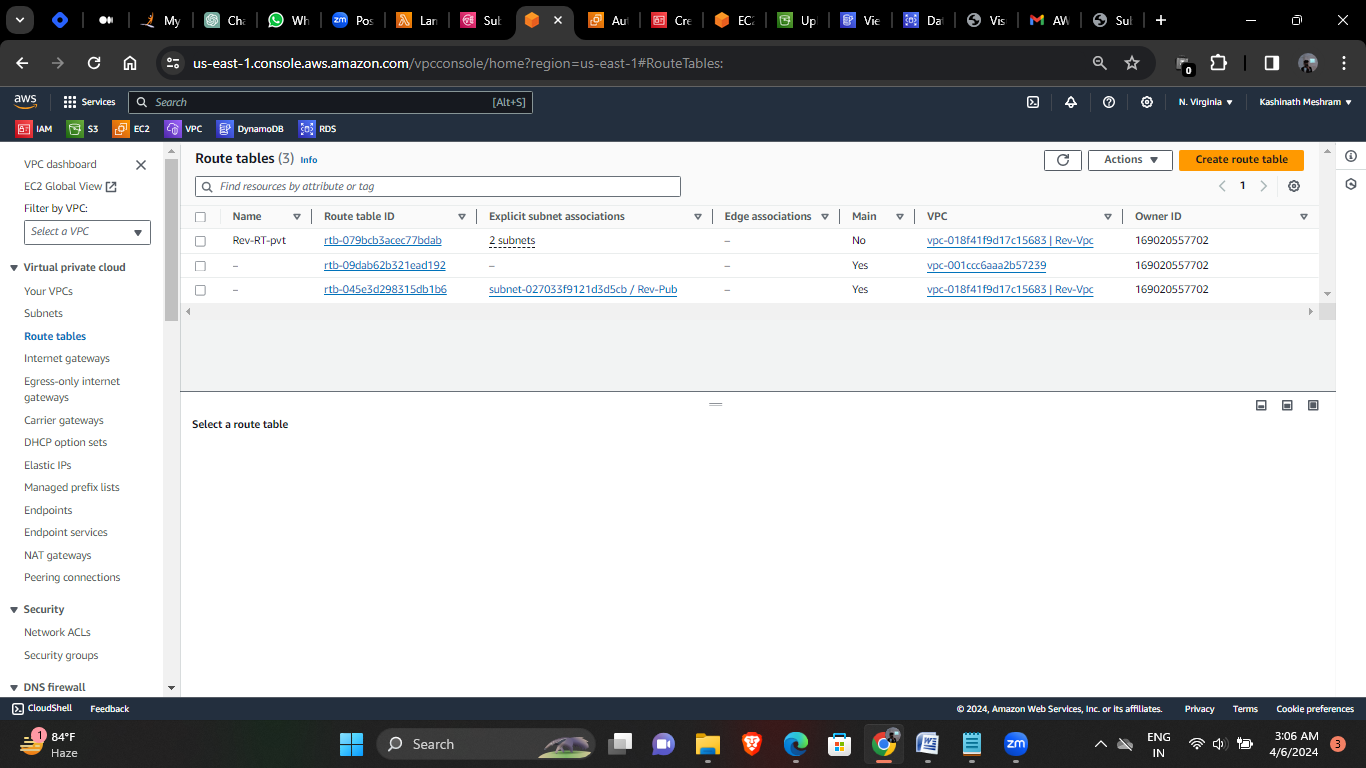 My
Cha
Wh
Pos
Lan
Sub
Aut
Cre
EC2
Up
Vie
Dat
Vis
AW
Sul
us-east-1.console.aws.amazon.com/vpcconsole/home?region=us-east-1#RouteTables:
0
aws
Services
Search
[Alt+S]
N. Virginia
Kashinath Meshram
IAM
S3
EC2
VPC
DynamoDB
RDS
VPC dashboard
EC2 Global View
Filter by VPC:
Select a VPC
Virtual private cloud
Your VPCs
Subnets
Route tables
Internet gateways
Egress-only internet
gateways
Carrier gateways
DHCP option sets
Elastic IPs
Managed prefix lists
Endpoints
Endpoint services
NAT gateways
Peering connections
Security
Network ACLs
Security groups
DNS firewall
Route tables (3) Info
Actions
Create route table
Find resources by attribute or tag
1
Name Route table ID Explicit subnet associations Edge associations Main VPC Owner ID
Rev-RT-pvt rtb-079bcb3acec77bdab 2 subnets – No vpc-018f41f9d17c15683 | Rev-Vpc 169020557702
– rtb-09dab62b321ead192 – – Yes vpc-001ccc6aaa2b57239 169020557702
– rtb-045e3d298315db1b6 subnet-027033f9121d3d5cb / Rev-Pub – Yes vpc-018f41f9d17c15683 | Rev-Vpc 169020557702
Select a route table
CloudShell
Feedback
© 2024, Amazon Web Services, Inc. or its affiliates.
Privacy
Terms
Cookie preferences
1
84°F
Haze
Search
zm
ENG
IN
3:06 AM
4/6/2024
3